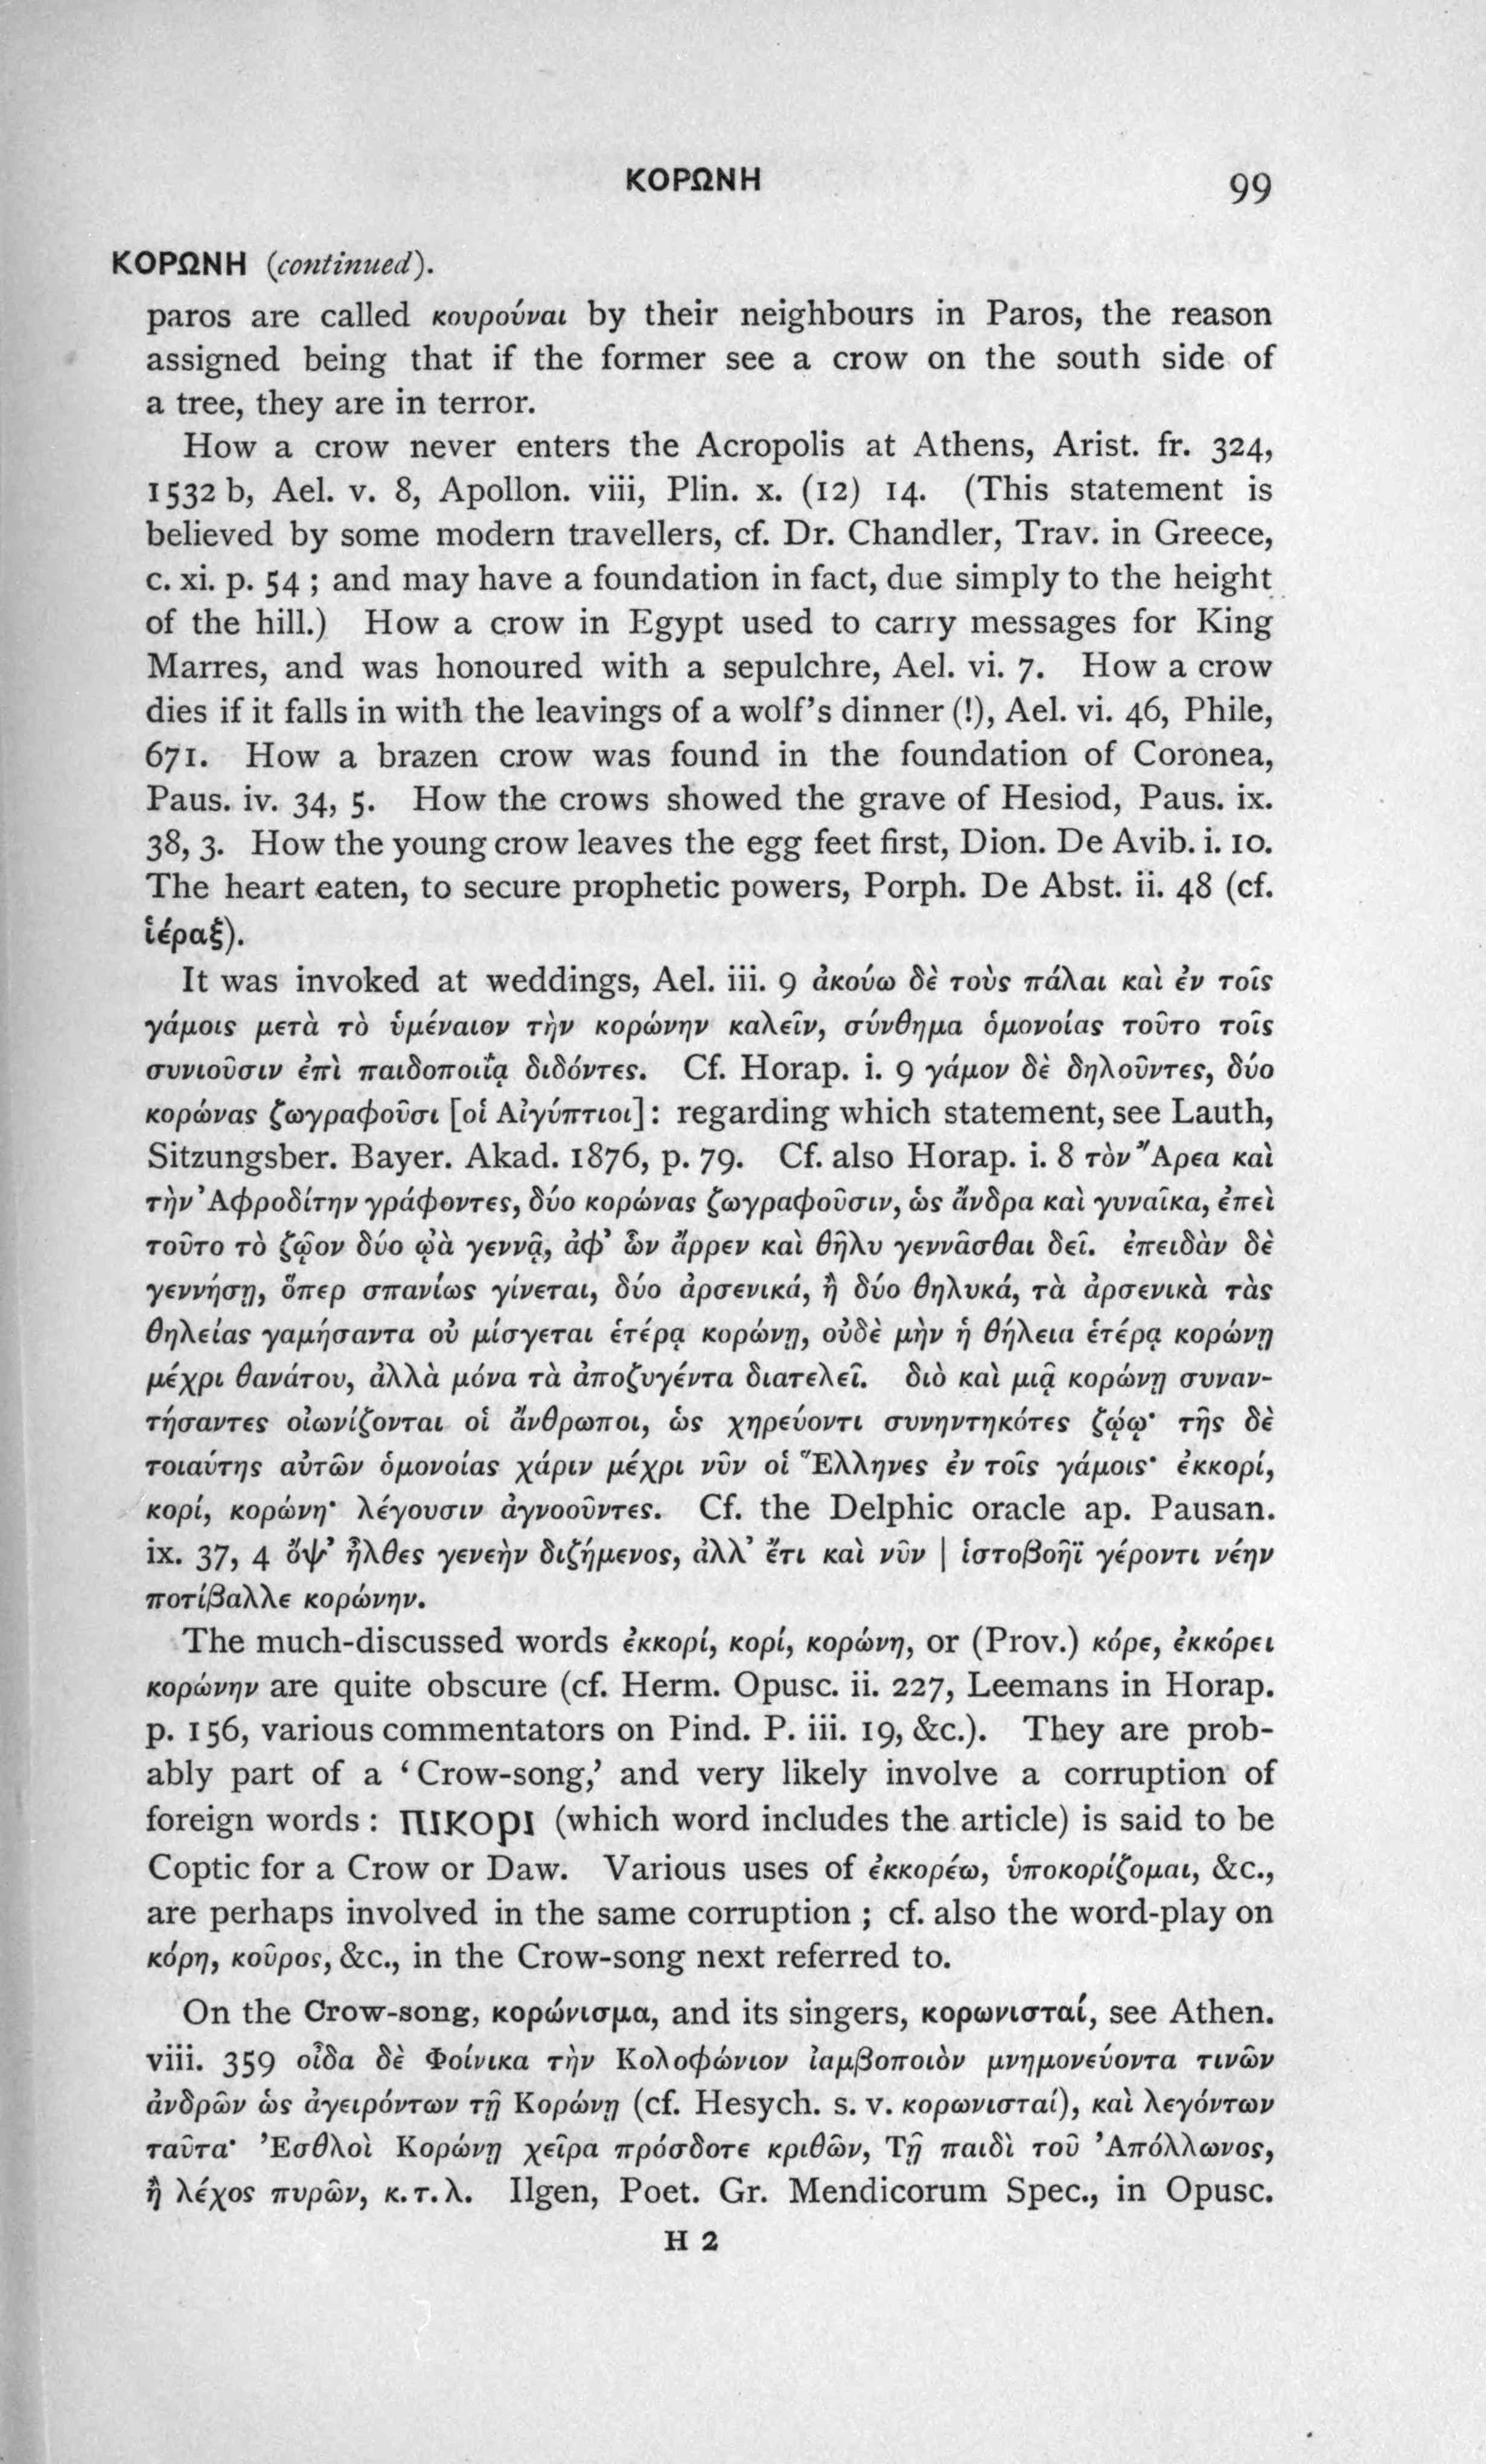 ΚΟΡΩΝΗ 99
ΚΟΡΩΝΗ (continued).
paros are called κουρούναι by their neighbours in Paros, the reason
assigned being that if the former see a crow on the south side of
a tree, they are in terror.
How a crow never enters the Acropolis at Athens, Arist. fr. 324,
1532 b, Ael. v. 8, Apollon. viii, Plin. x. (12) 14. (This statement is
believed by some modern travellers, cf. Dr. Chandler, Trav. in Greece,
c. xi. p. 54 ; and may have a foundation in fact, due simply to the height
of the hill.) How a crow in Egypt used to carry messages for King
Marres, and was honoured with a sepulchre, Ael. vi. 7. How a crow
dies if it falls in with the leavings of a wolf's dinner (!), Ael. vi. 46, Phile,
671. How a brazen crow was found in the foundation of Coronea,
Paus. iv. 34, 5. How the crows showed the grave of Hesiod, Paus. ix.
38, 3. How the young crow leaves the egg feet first, Dion. De Avib. i. 10.
The heart eaten, to secure prophetic powers, Porph. De Abst. ii. 48 (cf.
ἱέραξ).
It was invoked at weddings, Ael. iii. 9 ἀκούω δὲ τοὺς πάλαι καὶ ἐν τοῖς
γάμοις μετὰ τὸ ὑμέναιον τὴν κορώνην καλεῖν, σύνθημα ὁμονοίας τοῦτο τοῖς
συνιοῦσιν ἐπὶ παιδοποιΐᾳ διδόντες. Cf. Horap. i. 9 γάμον δὲ δηλοῦντες, δύο
κορώνας ζωγραφοῦσι [οἱ Αἰγύπτιοι] : regarding which statement, see Lauth,
Sitzungsber. Bayer. Akad. 1876, p. 79. Cf. also Horap. i. 8 τὸν Ἄρεα καὶ
τὴν Ἀφροδίτην γράφοντες, δύο κορώνας ζωγραφοῦσιν, ὡς ἄνδρα καὶ γυναῖκα, ἐπεὶ
τοῦτο τὸ ζῷον δύο ᾠὰ γεννᾷ, ἀφ' ὧν ἄρρεν καὶ θῆλυ γεννᾶσθαι δεῖ. ἐπειδὰν δὲ
γεννήσῃ, ὅπερ σπανίως γίνεται, δύο ἀρσενικά, ἢ δύο θηλυκά, τὰ ἀρσενικὰ τὰς
θηλείας γαμήσαντα οὐ μίσγεται ἑτέρᾳ κορώνῃ, οὐδὲ μὴν ἡ θήλεια ἑτέρᾳ κορώνῃ
μέχρι θανάτου, ἀλλὰ μόνα τὰ ἀποζυγέντα διατελεῖ. διὸ καὶ μιᾷ κορώνῃ συναν-
τήσαντες οἰωνίζονται οἱ ἄνθρωποι, ὡς χηρεύοντι συνηντηκότες ζῴῳ· τῆς δὲ
τοιαύτης αὐτῶν ὁμονοίας χάριν μέχρι νῦν οἱ Ἕλληνες ἐν τοῖς γάμοις· ἐκκορί,
κορί, κορώνη· λέγουσιν ἀγνοοῦντες. Cf. the Delphic oracle ap. Pausan.
ix. 37, 4 ὄψ' ἦλθες γενεὴν διζήμενος, ἀλλ' ἔτι καὶ νῦν | ἱστοβοῆϊ γέροντι νέην
ποτίβαλλε κορώνην.
The much-discussed words ἐκκορί, κορί, κορώνη, or (Prov.) κόρε, ἐκκόρει
κορώνην are quite obscure (cf. Herm. Opusc. ii. 227, Leemans in Horap.
p. 156, various commentators on Pind. P. iii. 19, &c.). They are prob-
ably part of a 'Crow-song,' and very likely involve a corruption of
foreign words : ⲡⲓⲕⲟⲣⲓ (which word includes the article) is said to be
Coptic for a Crow or Daw. Various uses of ἐκκορέω, ὑποκορίζομαι, &c.,
are perhaps involved in the same corruption ; cf. also the word-play on
κόρη, κοῦρος, &c., in the Crow-song next referred to.
On the Crow-song, κορώνισμα, and its singers, κορωνισταί, see Athen.
viii. 359 οἶδα δὲ Φοίνικα τὴν Κολοφώνιον ἰαμβοποιὸν μνημονεύοντα τινῶν
ἀνδρῶν ὡς ἀγειρόντων τῇ Κορώνῃ (cf. Hesych. s. v. κορωνισταί), καὶ λεγόντων
ταῦτα· Ἐσθλοὶ Κορώνῃ χεῖρα πρόσδοτε κριθῶν, Τῇ παιδὶ τοῦ Ἀπόλλωνος,
ἢ λέχος πυρῶν, κ.τ.λ. Ilgen, Poet. Gr. Mendicorum Spec., in Opusc.
H 2